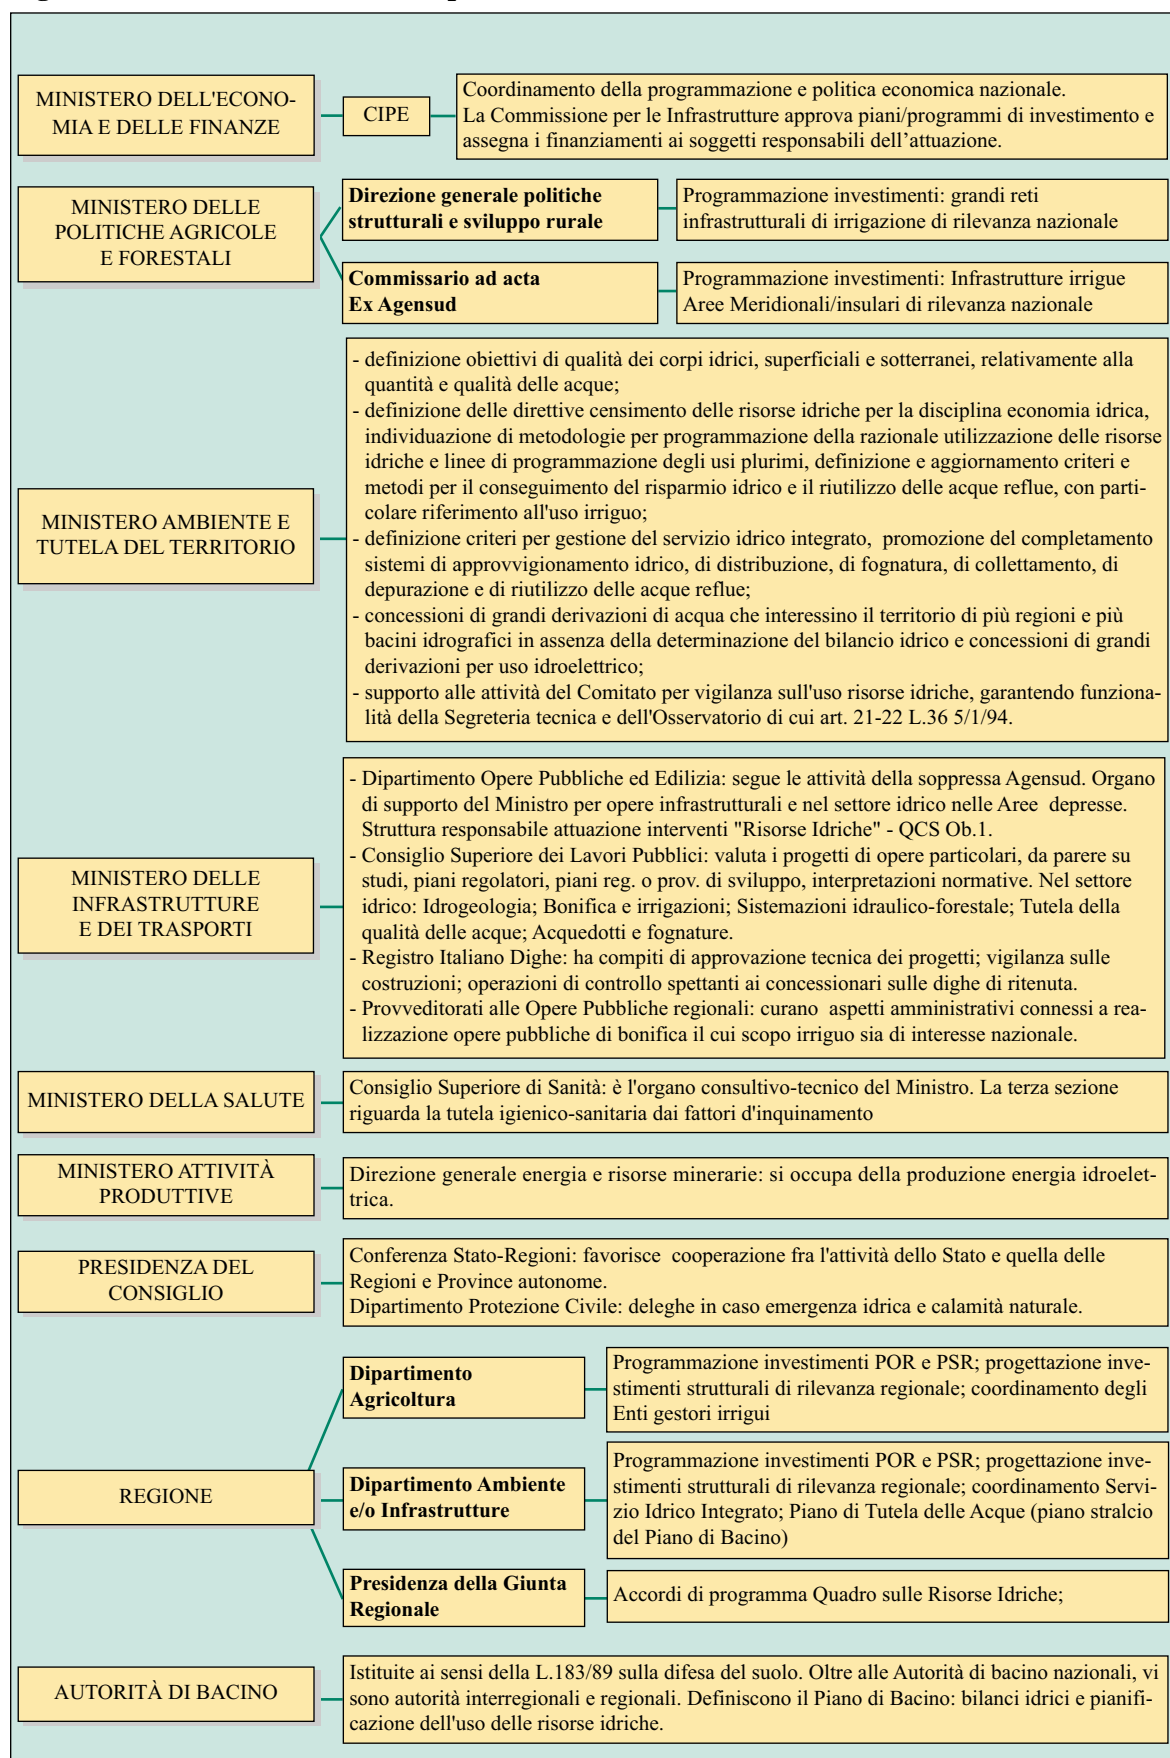 MINISTERO DELL'ECONO-
MIA E DELLE FINANZE
CIPE
Coordinamento della programmazione e politica economica nazionale.
La Commissione per le Infrastrutture approva piani/programmi di investimento e
assegna i finanziamenti ai soggetti responsabili dell'attuazione.
MINISTERO DELLE
POLITICHE AGRICOLE
E FORESTALI
Direzione generale politiche
strutturali e sviluppo rurale
Programmazione investimenti: grandi reti
infrastrutturali di irrigazione di rilevanza nazionale
Commissario ad acta
Ex Agensud
Programmazione investimenti: Infrastrutture irrigue
Aree Meridionali/insulari di rilevanza nazionale
MINISTERO AMBIENTE E
TUTELA DEL TERRITORIO
- definizione obiettivi di qualità dei corpi idrici, superficiali e sotterranei, relativamente alla
quantità e qualità delle acque;
- definizione delle direttive censimento delle risorse idriche per la disciplina economia idrica,
individuazione di metodologie per programmazione della razionale utilizzazione delle risorse
idriche e linee di programmazione degli usi plurimi, definizione e aggiornamento criteri e
metodi per il conseguimento del risparmio idrico e il riutilizzo delle acque reflue, con parti-
colare riferimento all'uso irriguo;
- definizione criteri per gestione del servizio idrico integrato, promozione del completamento
sistemi di approvvigionamento idrico, di distribuzione, di fognatura, di collettamento, di
depurazione e di riutilizzo delle acque reflue;
- concessioni di grandi derivazioni di acqua che interessino il territorio di più regioni e più
bacini idrografici in assenza della determinazione del bilancio idrico e concessioni di grandi
derivazioni per uso idroelettrico;
- supporto alle attività del Comitato per vigilanza sull'uso risorse idriche, garantendo funziona-
lità della Segreteria tecnica e dell'Osservatorio di cui art. 21-22 L.36 5/1/94.
MINISTERO DELLE
INFRASTRUTTURE
E DEI TRASPORTI
- Dipartimento Opere Pubbliche ed Edilizia: segue le attività della soppressa Agensud. Organo
di supporto del Ministro per opere infrastrutturali e nel settore idrico nelle Aree depresse.
Struttura responsabile attuazione interventi "Risorse Idriche" - QCS Ob.1.
- Consiglio Superiore dei Lavori Pubblici: valuta i progetti di opere particolari, da parere su
studi, piani regolatori, piani reg. o prov. di sviluppo, interpretazioni normative. Nel settore
idrico: Idrogeologia; Bonifica e irrigazioni; Sistemazioni idraulico-forestale; Tutela della
qualità delle acque; Acquedotti e fognature.
- Registro Italiano Dighe: ha compiti di approvazione tecnica dei progetti; vigilanza sulle
costruzioni; operazioni di controllo spettanti ai concessionari sulle dighe di ritenuta.
- Provveditorati alle Opere Pubbliche regionali: curano aspetti amministrativi connessi a rea-
lizzazione opere pubbliche di bonifica il cui scopo irriguo sia di interesse nazionale.
MINISTERO DELLA SALUTE
Consiglio Superiore di Sanità: è l'organo consultivo-tecnico del Ministro. La terza sezione
riguarda la tutela igienico-sanitaria dai fattori d'inquinamento
MINISTERO ATTIVITÀ
PRODUTTIVE
Direzione generale energia e risorse minerarie: si occupa della produzione energia idroelet-
trica.
PRESIDENZA DEL
CONSIGLIO
Conferenza Stato-Regioni: favorisce cooperazione fra l'attività dello Stato e quella delle
Regioni e Province autonome.
Dipartimento Protezione Civile: deleghe in caso emergenza idrica e calamità naturale.
REGIONE
Dipartimento
Agricoltura
Programmazione investimenti POR e PSR; progettazione inve-
stimenti strutturali di rilevanza regionale; coordinamento degli
Enti gestori irrigui
Dipartimento Ambiente
e/o Infrastrutture
Programmazione investimenti POR e PSR; progettazione inve-
stimenti strutturali di rilevanza regionale; coordinamento Servi-
zio Idrico Integrato; Piano di Tutela delle Acque (piano stralcio
del Piano di Bacino)
Presidenza della Giunta
Regionale
Accordi di programma Quadro sulle Risorse Idriche;
AUTORITÀ DI BACINO
Istituite ai sensi della L.183/89 sulla difesa del suolo. Oltre alle Autorità di bacino nazionali, vi
sono autorità interregionali e regionali. Definiscono il Piano di Bacino: bilanci idrici e pianifi-
cazione dell'uso delle risorse idriche.